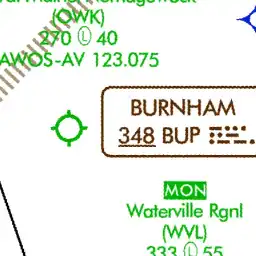 (OWK)
270 Ⓛ 40
AWOS-AV 123.075
BURNHAM
348 BUP
MON
Waterville Rgnl
(WVL)
333 Ⓛ 55